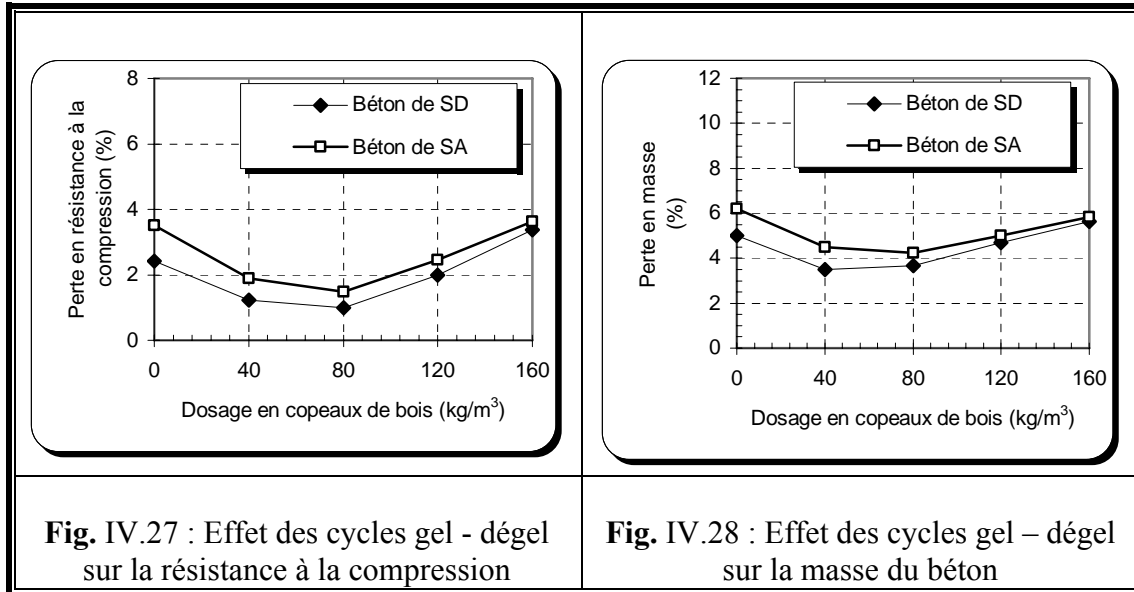 Perte en résistance à la
compression (%)
8
6
4
2
0
Béton de SD
Béton de SA
0 40 80 120 160
Dosage en copeaux de bois (kg/m³)
Fig. IV.27 : Effet des cycles gel - dégel
sur la résistance à la compression
Perte en masse
(%)
12
10
8
6
4
2
0
Béton de SD
Béton de SA
0 40 80 120 160
Dosage en copeaux de bois (kg/m³)
Fig. IV.28 : Effet des cycles gel – dégel
sur la masse du béton